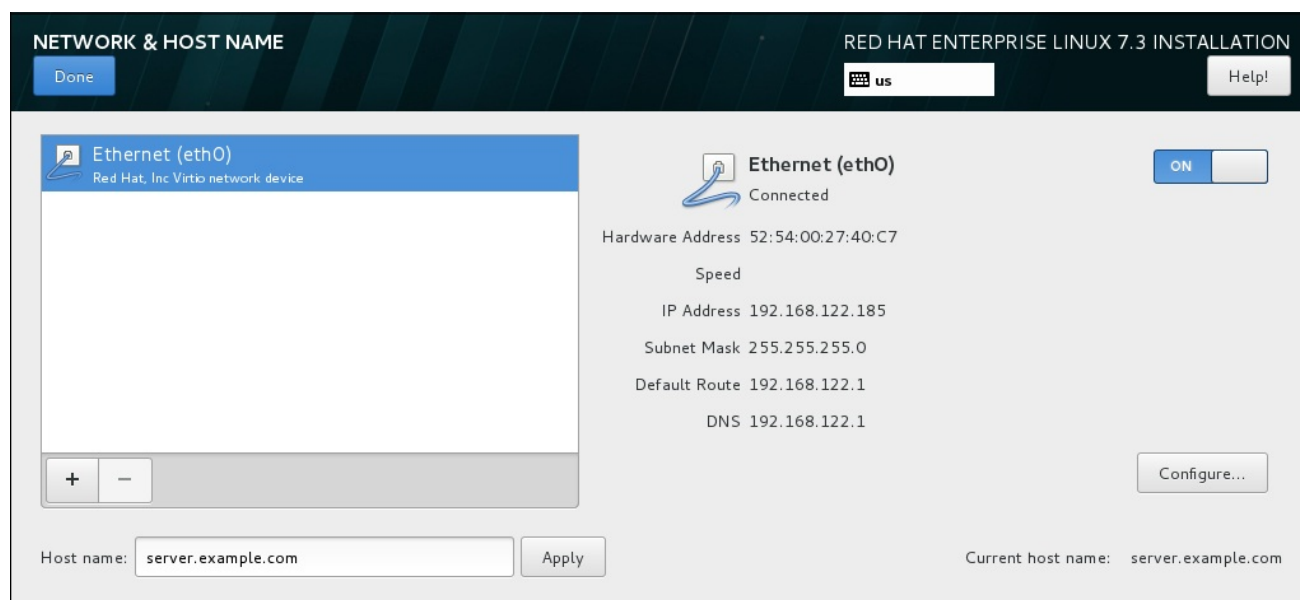 NETWORK & HOST NAME
RED HAT ENTERPRISE LINUX 7.3 INSTALLATION
Done
us
Help!
Ethernet (eth0)
Red Hat, Inc Virtio network device
Ethernet (eth0)
Connected
ON
Hardware Address 52:54:00:27:40:C7
Speed
IP Address 192.168.122.185
Subnet Mask 255.255.255.0
Default Route 192.168.122.1
DNS 192.168.122.1
+ −
Configure...
Host name: server.example.com Apply
Current host name: server.example.com